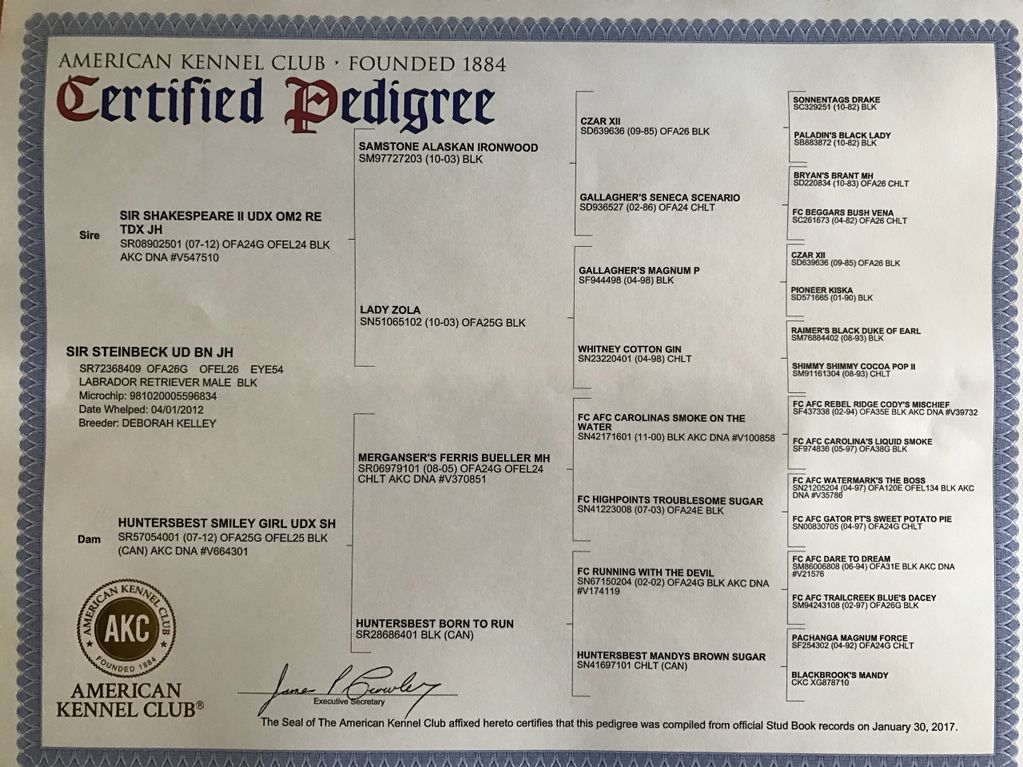 AMERICAN KENNEL CLUB · FOUNDED 1884
Certified Pedigree
Sire
SIR SHAKESPEARE II UDX OM2 RE
TDX JH
SR08902501 (07-12) OFA24G OFEL24 BLK
AKC DNA #V547510
SIR STEINBECK UD BN JH
SR72368409 OFA26G OFEL26 EYE54
LABRADOR RETRIEVER MALE BLK
Microchip: 981020005596834
Date Whelped: 04/01/2012
Breeder: DEBORAH KELLEY
Dam
HUNTERSBEST SMILEY GIRL UDX SH
SR57054001 (07-12) OFA25G OFEL25 BLK
(CAN) AKC DNA #V664301
SAMSTONE ALASKAN IRONWOOD
SM97727203 (10-03) BLK
LADY ZOLA
SN51065102 (10-03) OFA25G BLK
MERGANSER'S FERRIS BUELLER MH
SR06979101 (08-05) OFA24G OFEL24
CHLT AKC DNA #V370851
HUNTERSBEST BORN TO RUN
SR28686401 BLK (CAN)
CZAR XII
SD639636 (09-85) OFA26 BLK
GALLAGHER'S SENECA SCENARIO
SD936527 (02-86) OFA24 CHLT
GALLAGHER'S MAGNUM P
SF944498 (04-98) BLK
WHITNEY COTTON GIN
SN23220401 (04-98) CHLT
FC AFC CAROLINAS SMOKE ON THE
WATER
SN42171601 (11-00) BLK AKC DNA #V100858
FC HIGHPOINTS TROUBLESOME SUGAR
SN41223008 (07-03) OFA24E BLK
FC RUNNING WITH THE DEVIL
SN67150204 (02-02) OFA24G BLK AKC DNA
#V174119
HUNTERSBEST MANDYS BROWN SUGAR
SN41697101 CHLT (CAN)
SONNENTAGS DRAKE
SC329251 (10-82) BLK
PALADIN'S BLACK LADY
SB883872 (10-82) BLK
BRYAN'S BRANT MH
SD220834 (10-83) OFA26 CHLT
FC BEGGARS BUSH VENA
SC261673 (04-82) OFA26 CHLT
CZAR XII
SD639636 (09-85) OFA26 BLK
PIONEER KISKA
SD571665 (01-90) BLK
RAIMER'S BLACK DUKE OF EARL
SM76884402 (08-93) BLK
SHIMMY SHIMMY COCOA POP II
SM91161304 (08-93) CHLT
FC AFC REBEL RIDGE CODY'S MISCHIEF
SF437338 (02-94) OFA35E BLK AKC DNA #V39732
FC AFC CAROLINA'S LIQUID SMOKE
SF974836 (05-97) OFA38G BLK
FC AFC WATERMARK'S THE BOSS
SN21205204 (04-97) OFA120E OFEL134 BLK AKC
DNA #V35786
FC AFC GATOR PT'S SWEET POTATO PIE
SN00830705 (04-97) OFA24G CHLT
FC AFC DARE TO DREAM
SM86006808 (06-94) OFA31E BLK AKC DNA
#V21576
FC AFC TRAILCREEK BLUE'S DACEY
SM94243108 (02-97) OFA26G BLK
PACHANGA MAGNUM FORCE
SF254302 (04-92) OFA24G CHLT
BLACKBROOK'S MANDY
CKC XG878710
AMERICAN KENNEL CLUB
AKC
FOUNDED 1884
AMERICAN
KENNEL CLUB®
James P Crowley
Executive Secretary
The Seal of The American Kennel Club affixed hereto certifies that this pedigree was compiled from official Stud Book records on January 30, 2017.